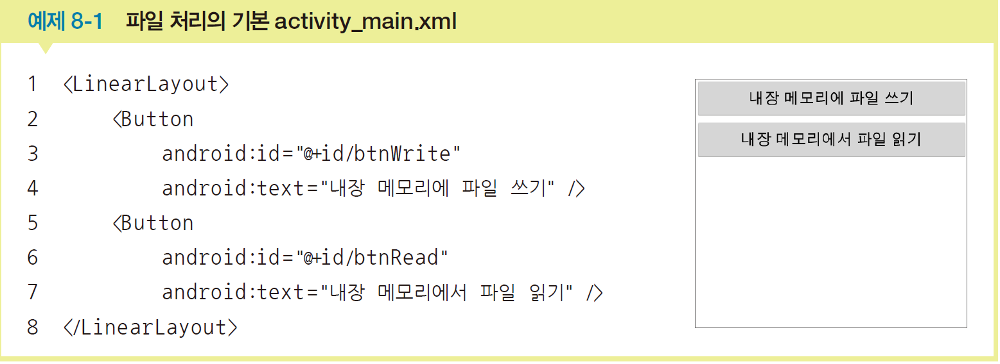 예제 8-1 파일 처리의 기본 activity_main.xml
1 <LinearLayout>
2 <Button
3 android:id="@+id/btnWrite"
4 android:text="내장 메모리에 파일 쓰기" />
5 <Button
6 android:id="@+id/btnRead"
7 android:text="내장 메모리에서 파일 읽기" />
8 </LinearLayout>
내장 메모리에 파일 쓰기
내장 메모리에서 파일 읽기